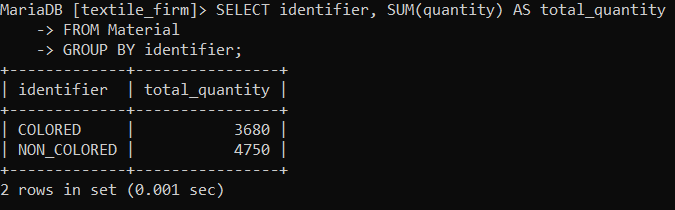 MariaDB [textile_firm]> SELECT identifier, SUM(quantity) AS total_quantity
    -> FROM Material
    -> GROUP BY identifier;
+-------------+----------------+
| identifier  | total_quantity |
+-------------+----------------+
| COLORED     |           3680 |
| NON_COLORED |           4750 |
+-------------+----------------+
2 rows in set (0.001 sec)